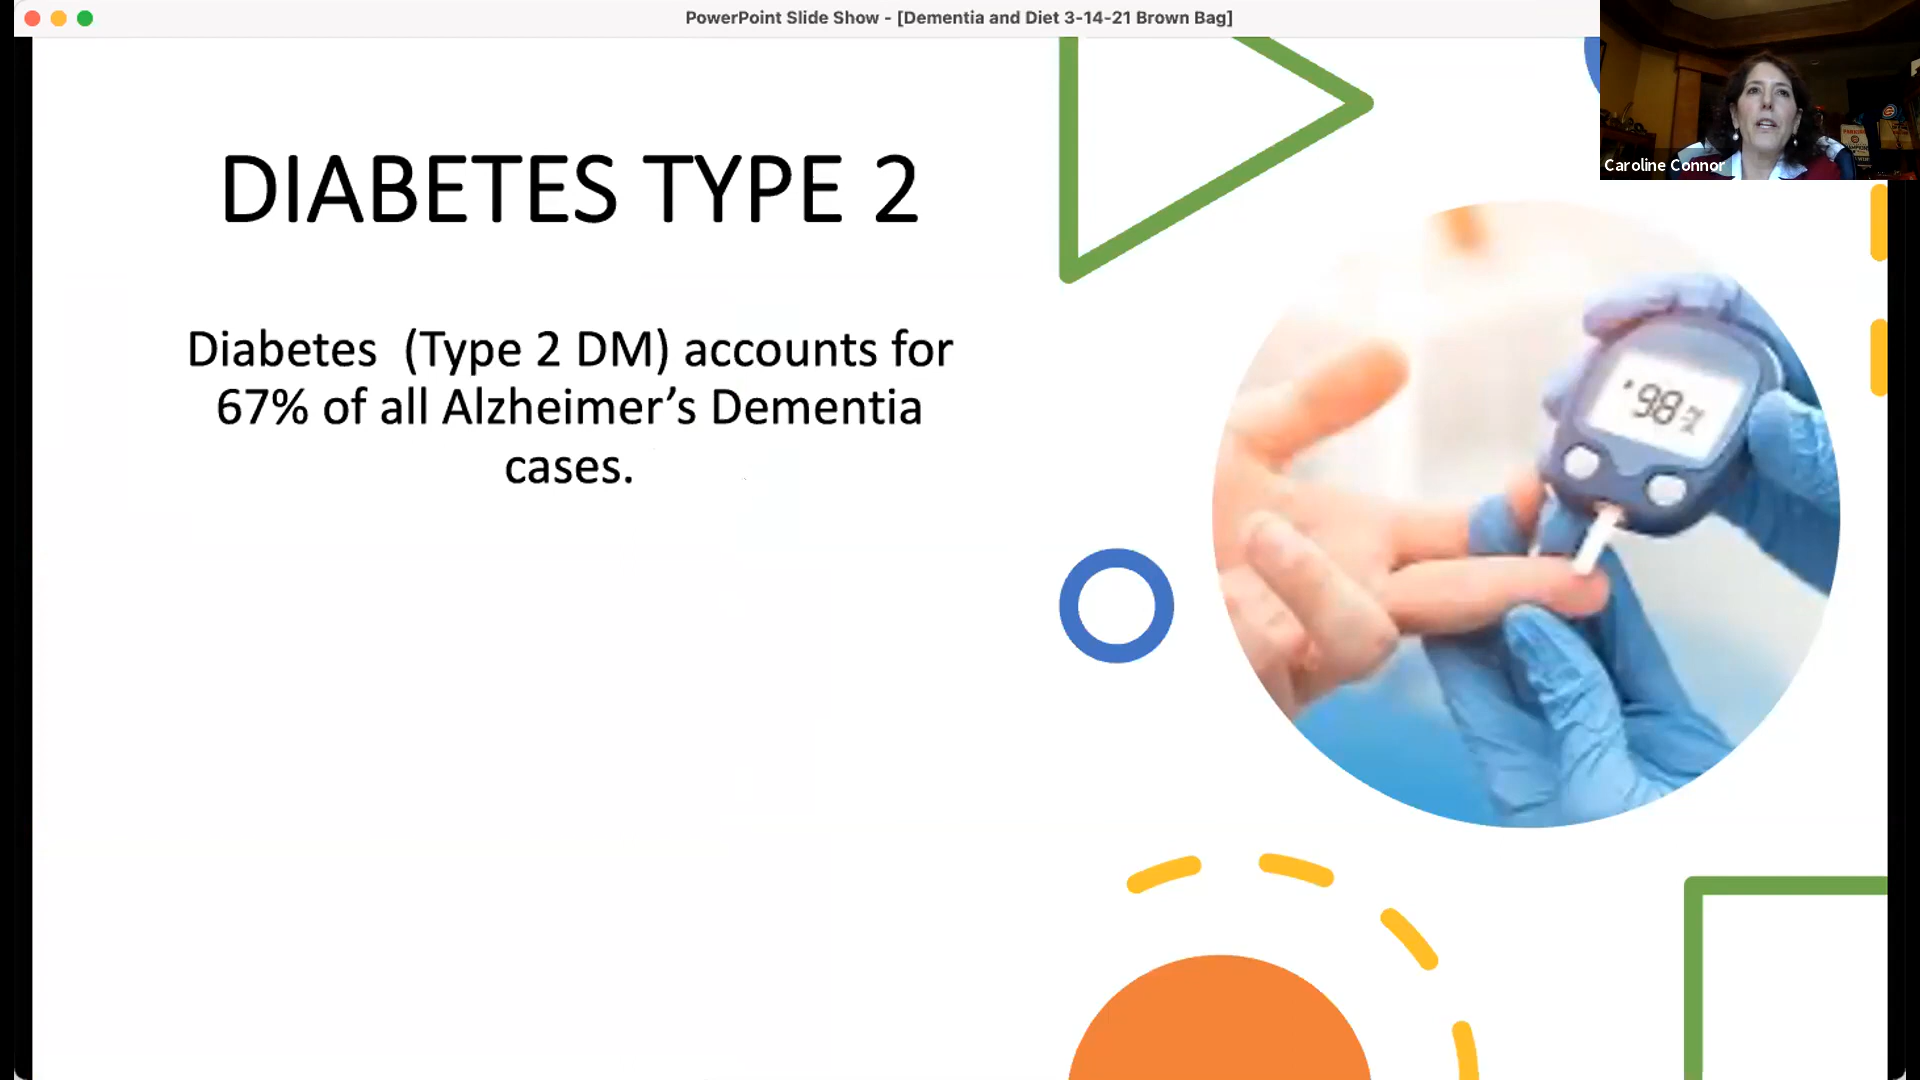 PowerPoint Slide Show - [Dementia and Diet 3-14-21 Brown Bag]
DIABETES TYPE 2
Diabetes  (Type 2 DM) accounts for
67% of all Alzheimer’s Dementia
cases.
98
Caroline Connor